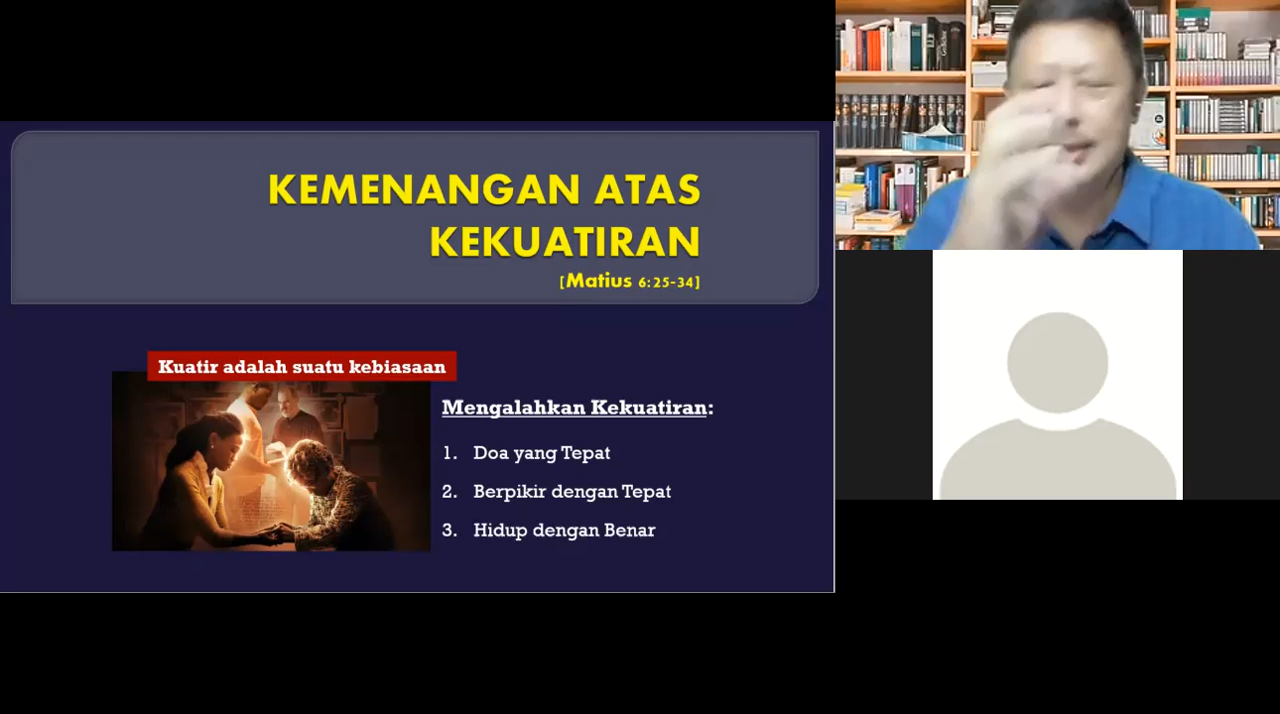 KEMENANGAN ATAS
KEKUATIRAN
[Matius 6:25-34]
Kuatir adalah suatu kebiasaan
Mengalahkan Kekuatiran:
1. Doa yang Tepat
2. Berpikir dengan Tepat
3. Hidup dengan Benar